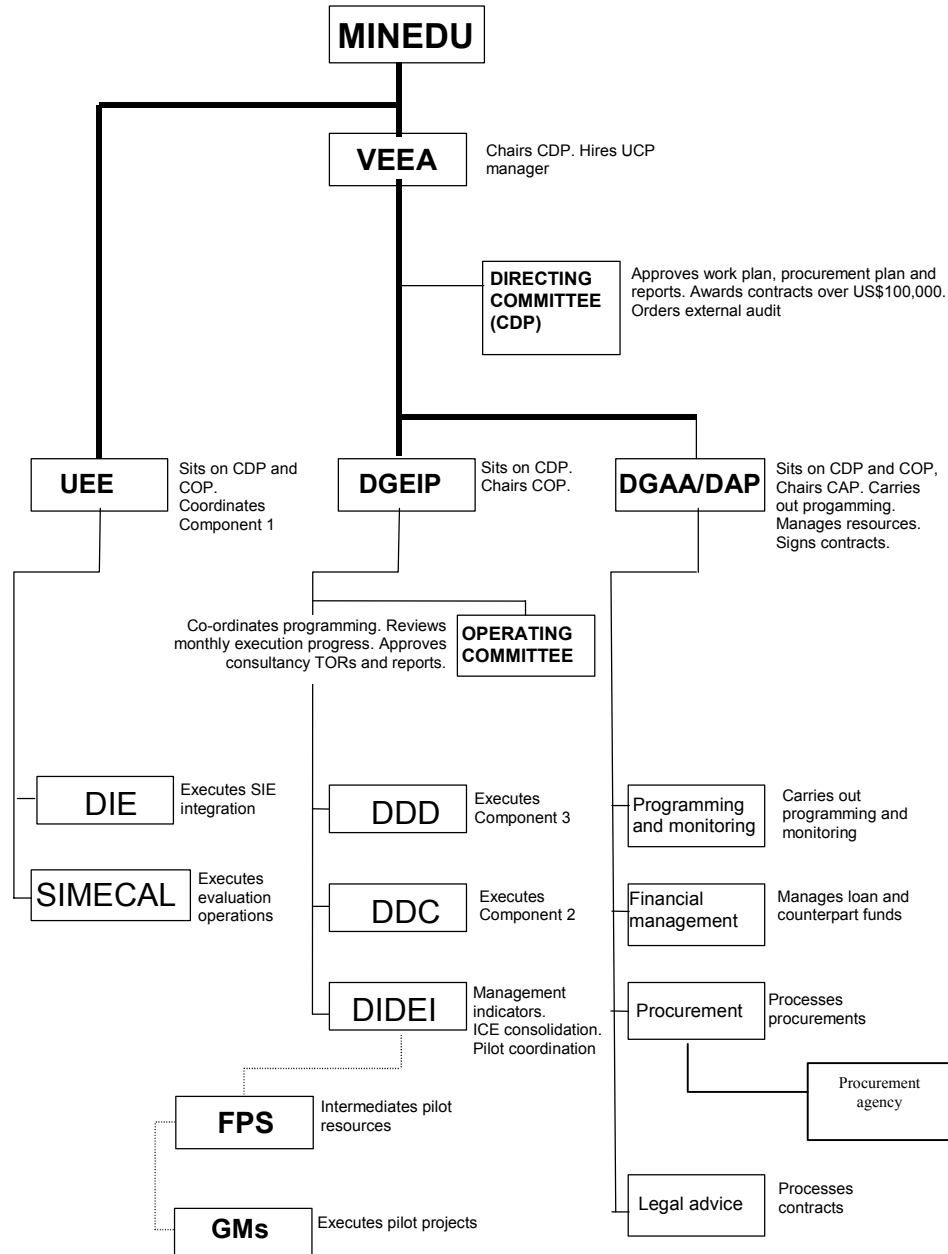 MINEDU
VEEA
Chairs CDP. Hires UCP
manager
DIRECTING
COMMITTEE
(CDP)
Approves work plan, procurement plan and
reports. Awards contracts over US$100,000.
Orders external audit
UEE
Sits on CDP and
COP.
Coordinates
Component 1
DGEIP
Sits on CDP.
Chairs COP.
DGAA/DAP
Sits on CDP and COP,
Chairs CAP. Carries
out progamming.
Manages resources.
Signs contracts.
Co-ordinates programming. Reviews
monthly execution progress. Approves
consultancy TORs and reports.
OPERATING
COMMITTEE
DIE
Executes SIE
integration
DDD
Executes
Component 3
Programming
and monitoring
Carries out
programming and
monitoring
SIMECAL
Executes
evaluation
operations
DDC
Executes
Component 2
Financial
management
Manages loan and
counterpart funds
DIDEI
Management
indicators.
ICE consolidation.
Pilot coordination
Procurement
Processes
procurements
Procurement
agency
FPS
Intermediates pilot
resources
Legal advice
Processes
contracts
GMs
Executes pilot projects